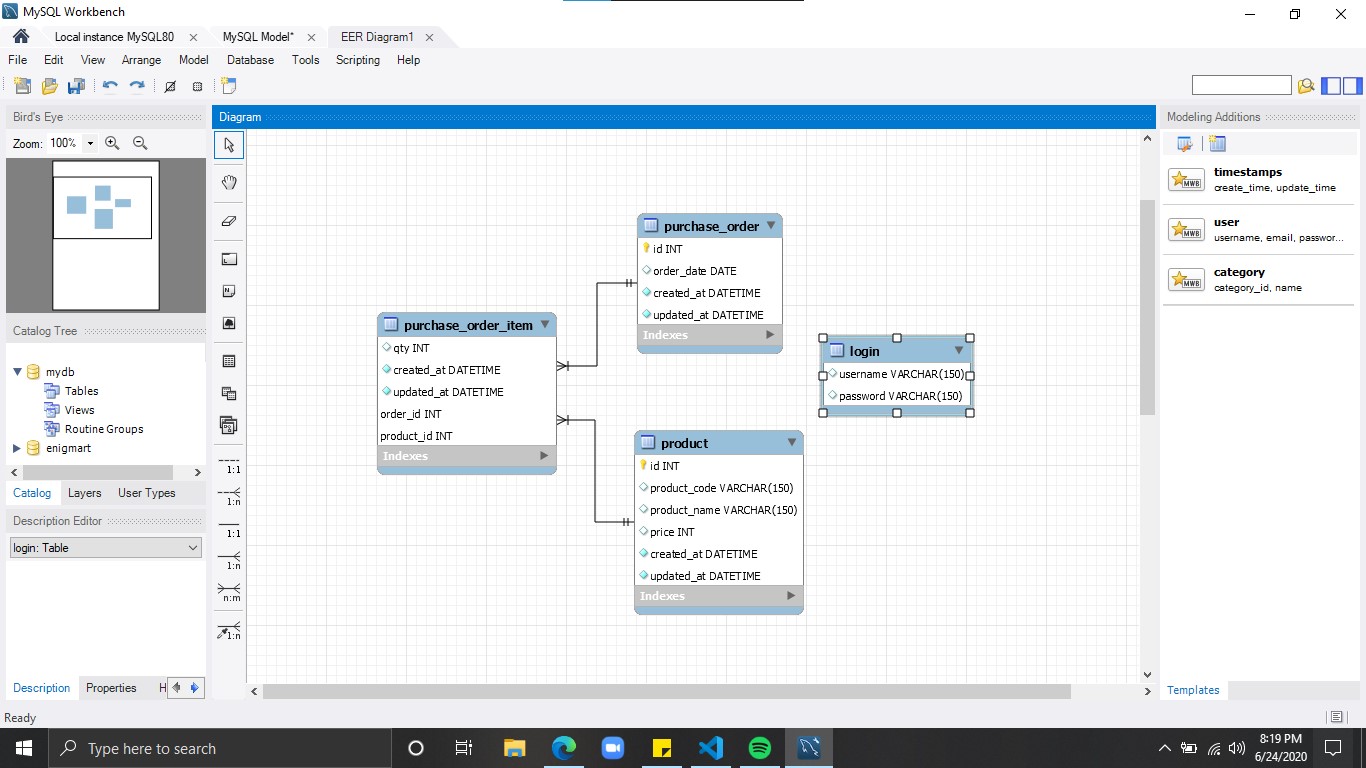 MySQL Workbench
Local instance MySQL80
MySQL Model*
EER Diagram1
File Edit View Arrange Model Database Tools Scripting Help
Bird's Eye
Zoom: 100%
Catalog Tree
mydb
Tables
Views
Routine Groups
enigmart
Catalog Layers User Types
Description Editor
login: Table
Description Properties H
Diagram
1:1
1:n
1:1
1:n
n:m
1:n
purchase_order
id INT
order_date DATE
created_at DATETIME
updated_at DATETIME
Indexes
purchase_order_item
qty INT
created_at DATETIME
updated_at DATETIME
order_id INT
product_id INT
Indexes
login
username VARCHAR(150)
password VARCHAR(150)
product
id INT
product_code VARCHAR(150)
product_name VARCHAR(150)
price INT
created_at DATETIME
updated_at DATETIME
Indexes
Modeling Additions
MWB
timestamps
create_time, update_time
MWB
user
username, email, passwor...
MWB
category
category_id, name
Templates
Ready
Type here to search
8:19 PM
6/24/2020